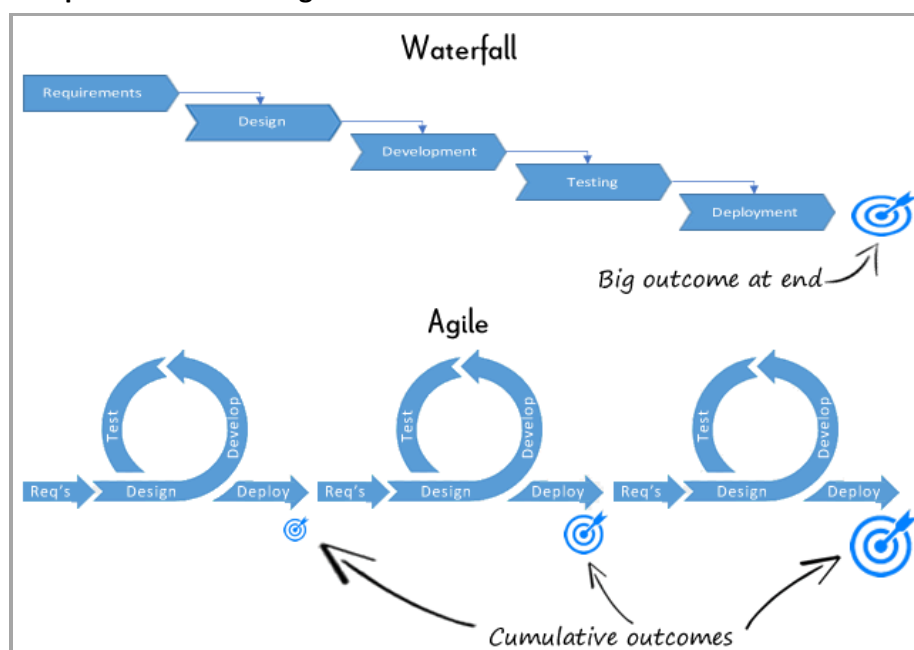 Waterfall
Requirements
Design
Development
Testing
Deployment
Big outcome at end
Agile
Test
Develop
Test
Develop
Test
Develop
Req's
Design
Deploy
Req's
Design
Deploy
Req's
Design
Deploy
Cumulative outcomes